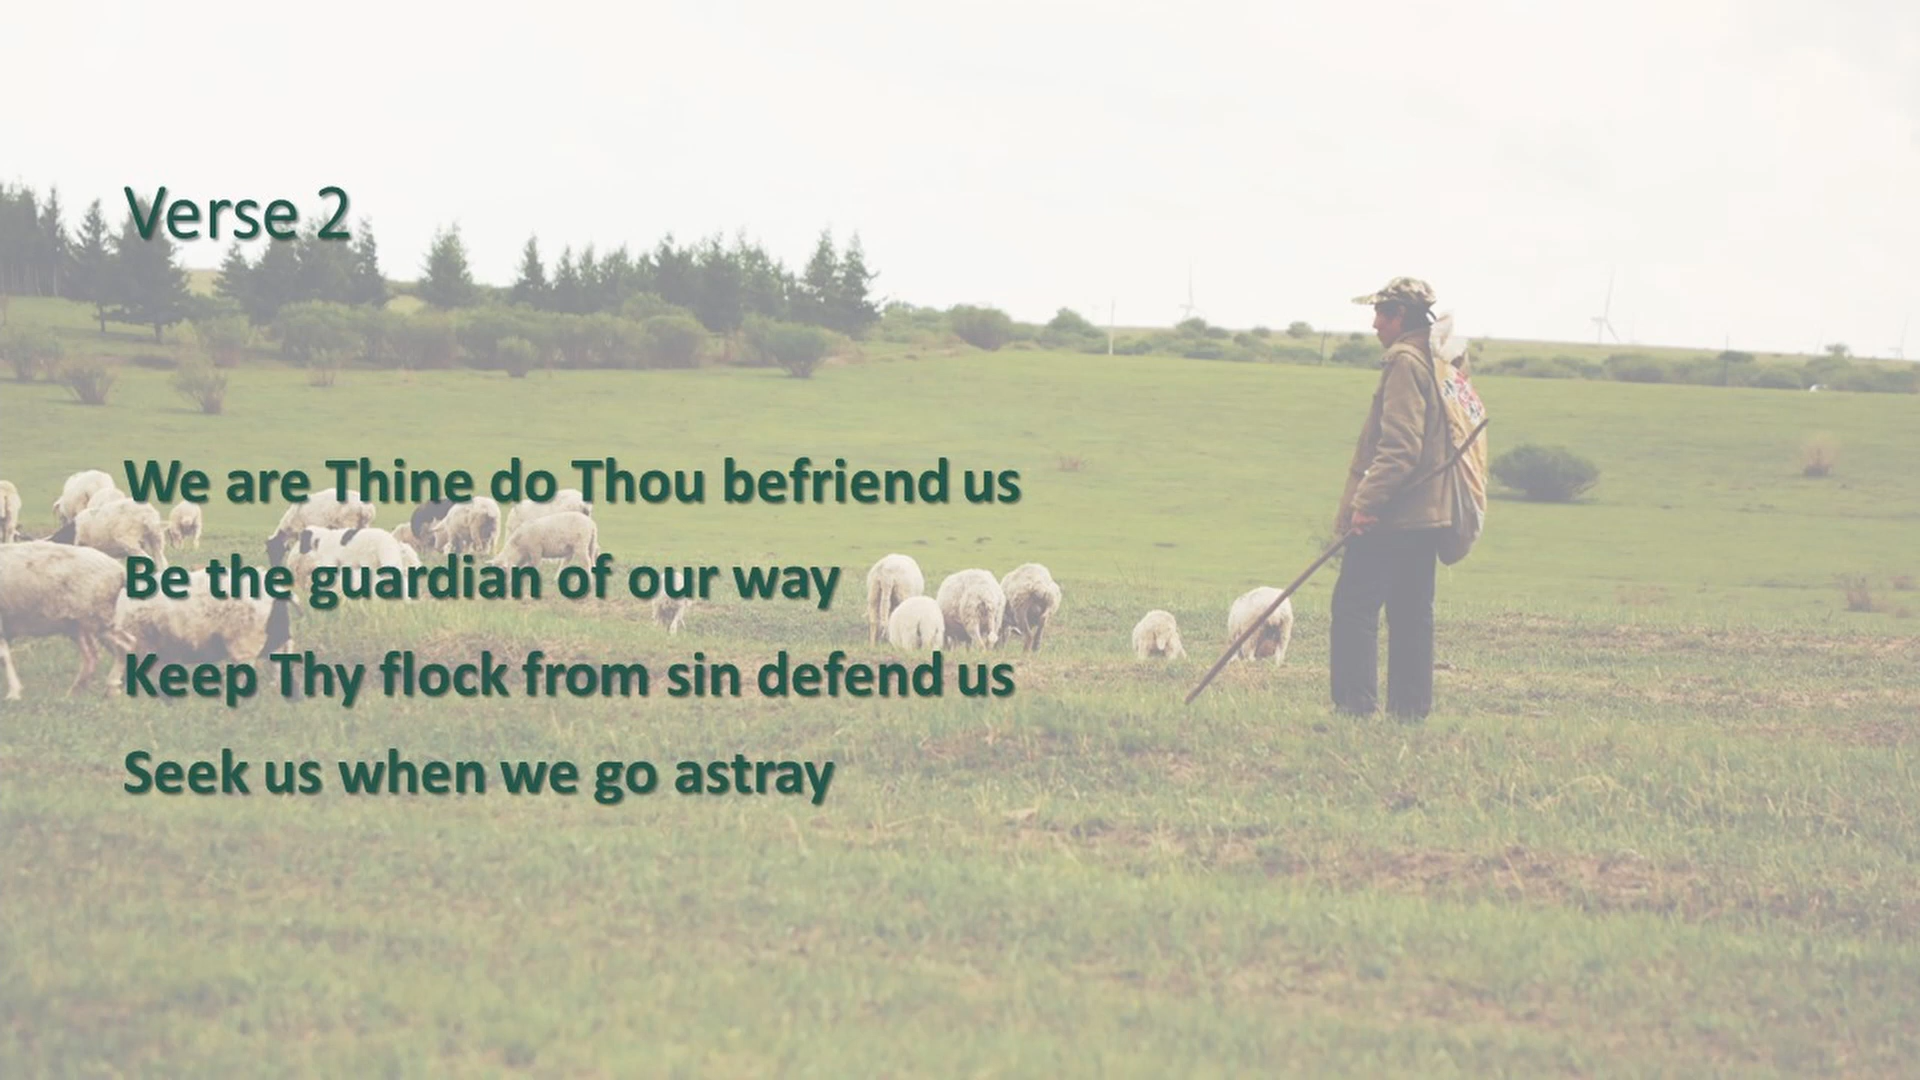 Verse 2
We are Thine do Thou befriend us
Be the guardian of our way
Keep Thy flock from sin defend us
Seek us when we go astray